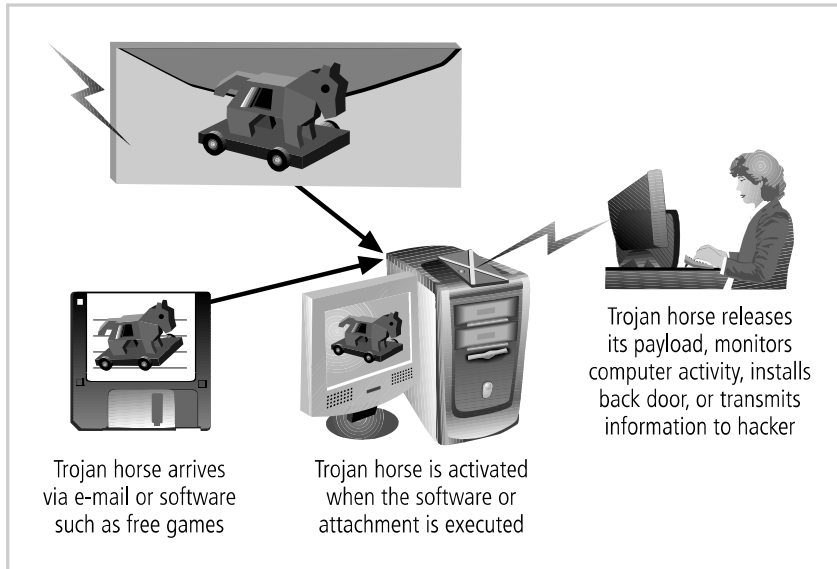 Trojan horse arrives
via e-mail or software
such as free games
Trojan horse is activated
when the software or
attachment is executed
Trojan horse releases
its payload, monitors
computer activity, installs
back door, or transmits
information to hacker